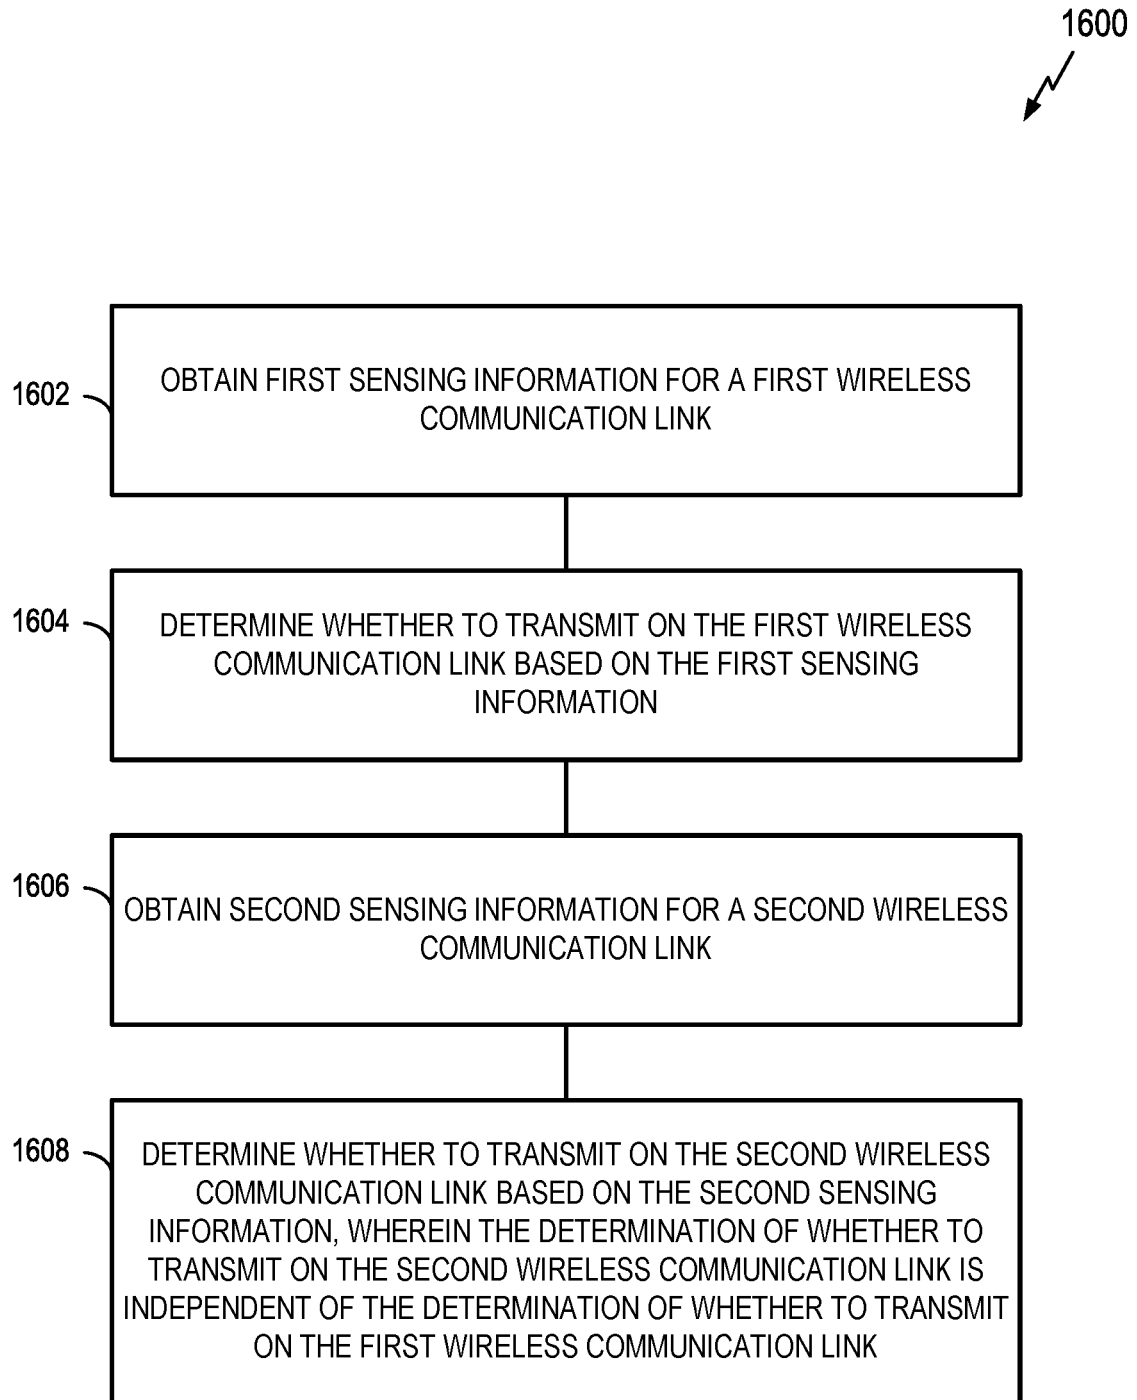 1600
1602
OBTAIN FIRST SENSING INFORMATION FOR A FIRST WIRELESS
COMMUNICATION LINK
1604
DETERMINE WHETHER TO TRANSMIT ON THE FIRST WIRELESS
COMMUNICATION LINK BASED ON THE FIRST SENSING
INFORMATION
1606
OBTAIN SECOND SENSING INFORMATION FOR A SECOND WIRELESS
COMMUNICATION LINK
1608
DETERMINE WHETHER TO TRANSMIT ON THE SECOND WIRELESS
COMMUNICATION LINK BASED ON THE SECOND SENSING
INFORMATION, WHEREIN THE DETERMINATION OF WHETHER TO
TRANSMIT ON THE SECOND WIRELESS COMMUNICATION LINK IS
INDEPENDENT OF THE DETERMINATION OF WHETHER TO TRANSMIT
ON THE FIRST WIRELESS COMMUNICATION LINK